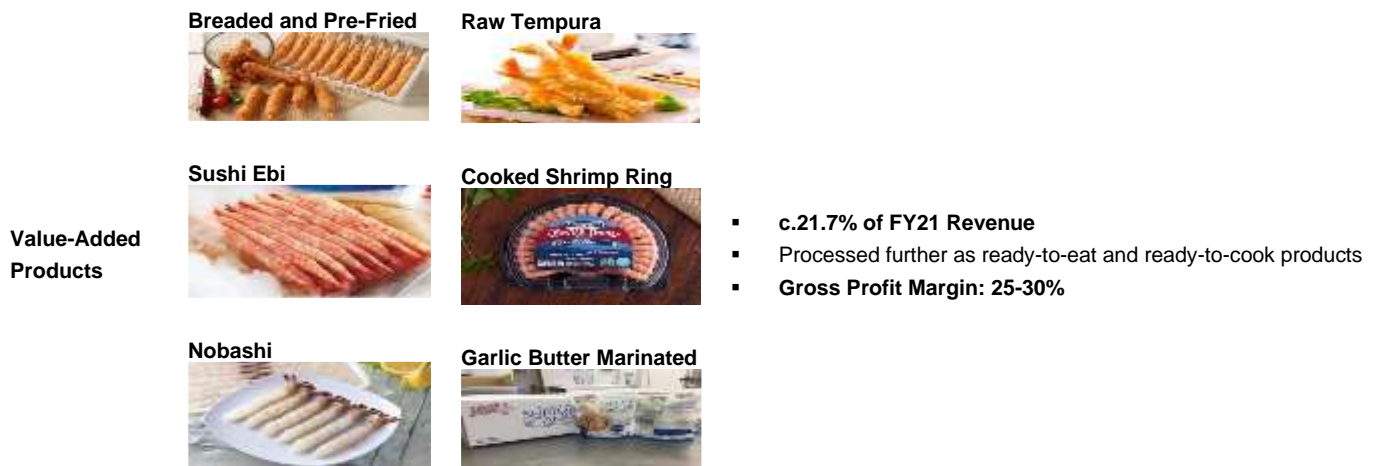 Breaded and Pre-Fried
Raw Tempura
Sushi Ebi
Cooked Shrimp Ring
Value-Added
Products
▪ c.21.7% of FY21 Revenue
▪ Processed further as ready-to-eat and ready-to-cook products
▪ Gross Profit Margin: 25-30%
Nobashi
Garlic Butter Marinated